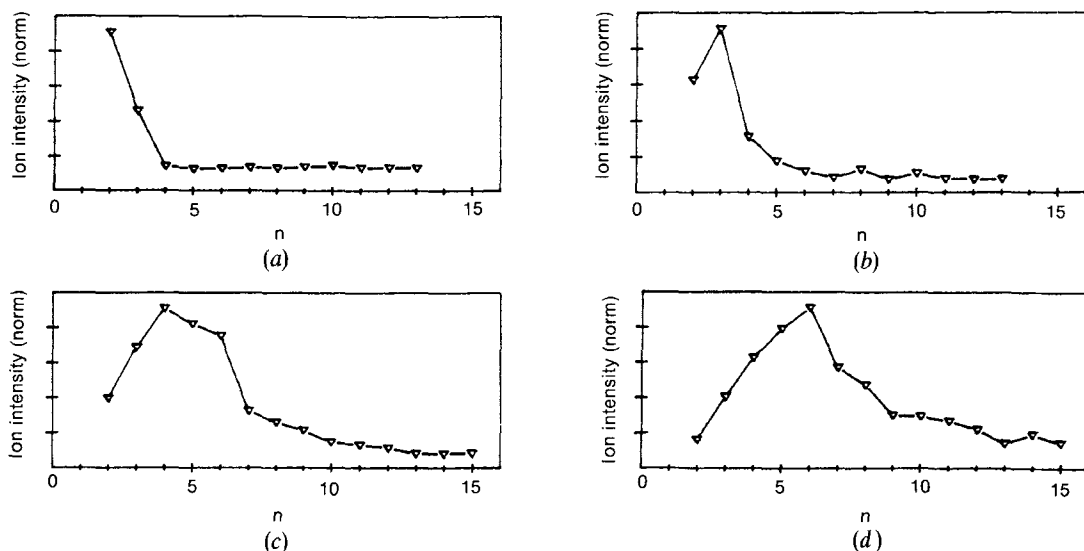 Ion intensity (norm)
0 5 10 15
n
(a)
Ion intensity (norm)
0 5 10 15
n
(b)
Ion intensity (norm)
0 5 10 15
n
(c)
Ion intensity (norm)
0 5 10 15
n
(d)